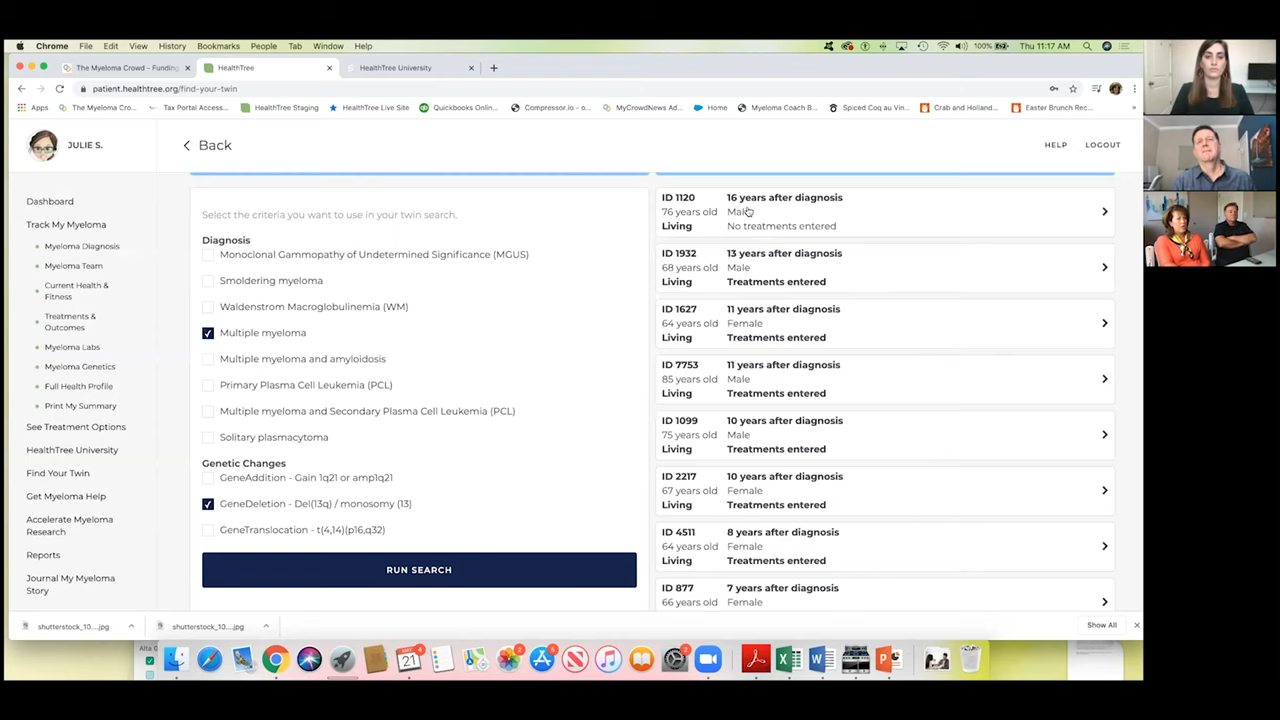 Chrome File Edit View History Bookmarks People Tab Window Help 100% Thu 11:17 AM
The Myeloma Crowd - Funding HealthTree HealthTree University
patient.healthtree.org/find-your-twin
Apps The Myeloma Cro... Tax Portal Access... HealthTree Staging HealthTree Live Site Quickbooks Onlin... Compressor.io - o... MyCrowdNews Ad... Home Myeloma Coach B... Spiced Coq au Vin... Crab and Holland... Easter Brunch Rec...
JULIE S.
Back
HELP LOGOUT
Dashboard
Track My Myeloma
Myeloma Diagnosis
Myeloma Team
Current Health &
Fitness
Treatments &
Outcomes
Myeloma Labs
Myeloma Genetics
Full Health Profile
Print My Summary
See Treatment Options
HealthTree University
Find Your Twin
Get Myeloma Help
Accelerate Myeloma
Research
Reports
Journal My Myeloma
Story
Select the criteria you want to use in your twin search.
Diagnosis
Monoclonal Gammopathy of Undetermined Significance (MGUS)
Smoldering myeloma
Waldenstrom Macroglobulinemia (WM)
Multiple myeloma
Multiple myeloma and amyloidosis
Primary Plasma Cell Leukemia (PCL)
Multiple myeloma and Secondary Plasma Cell Leukemia (PCL)
Solitary plasmacytoma
Genetic Changes
GeneAddition - Gain 1q21 or amp1q21
GeneDeletion - Del(13q) / monosomy (13)
GeneTranslocation - t(4,14)(p16,q32)
RUN SEARCH
ID 1120 16 years after diagnosis
76 years old Male
Living No treatments entered
ID 1932 13 years after diagnosis
68 years old Male
Living Treatments entered
ID 1627 11 years after diagnosis
64 years old Female
Living Treatments entered
ID 7753 11 years after diagnosis
85 years old Male
Living Treatments entered
ID 1099 10 years after diagnosis
75 years old Male
Living Treatments entered
ID 2217 10 years after diagnosis
67 years old Female
Living Treatments entered
ID 4511 8 years after diagnosis
64 years old Female
Living Treatments entered
ID 877 7 years after diagnosis
66 years old Female
shutterstock_10....jpg shutterstock_10....jpg Show All